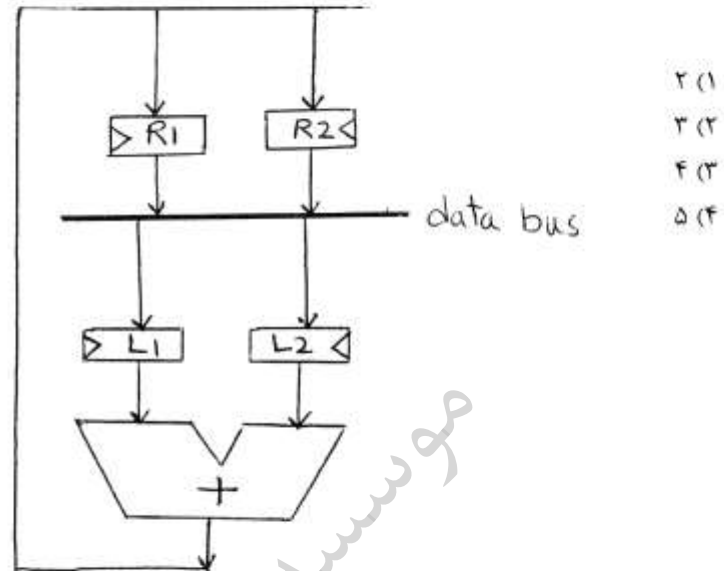 R1 R2
۱) ۲
۲) ۳
۳) ۴
۴) ۵
data bus
L1 L2
+